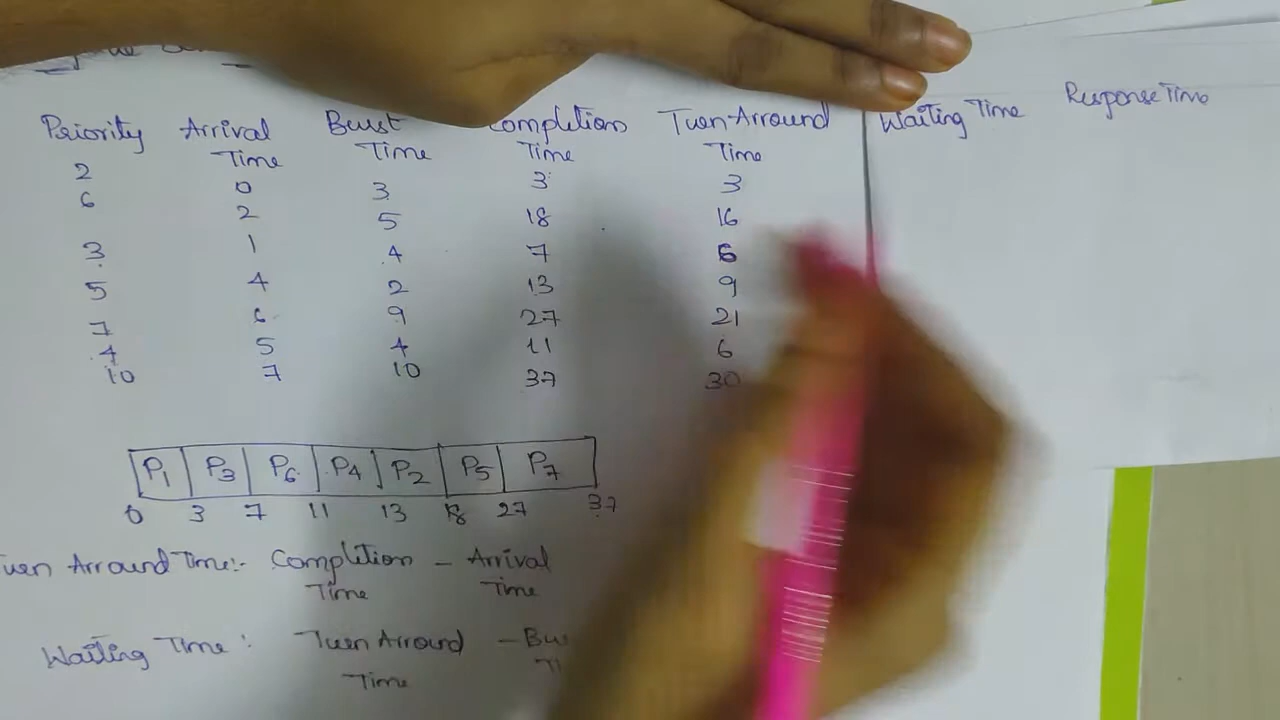 Priority Arrival Time Burst Time Completion Time Turn Arround Time Waiting Time Response Time
2 0 3 3 3
6 2 5 18 16
3 1 4 7 6
5 4 2 13 9
7 6 9 27 21
4 5 4 11 6
10 7 10 37 30
P1 P3 P6 P4 P2 P5 P7
0 3 7 11 13 18 27 37
Arround Time:- Complition Time - Arrival Time
Waiting Time: Turn Arround Time -